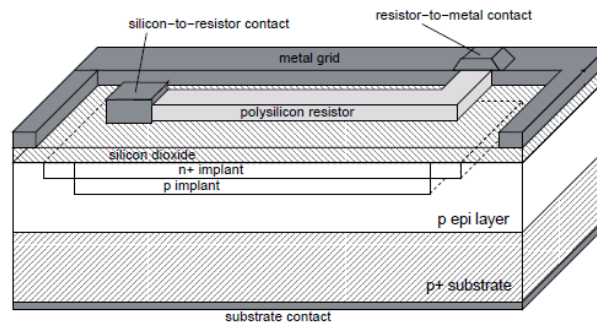 resistor-to-metal contact
silicon-to-resistor contact
metal grid
polysilicon resistor
silicon dioxide
n+ implant
p implant
p epi layer
p+ substrate
substrate contact